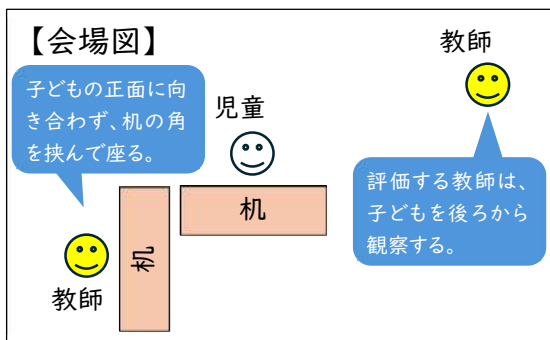 【会場図】
子どもの正面に向
き合わず、机の角
を挟んで座る。
児童
机
机
教師
教師
評価する教師は、
子どもを後ろから
観察する。